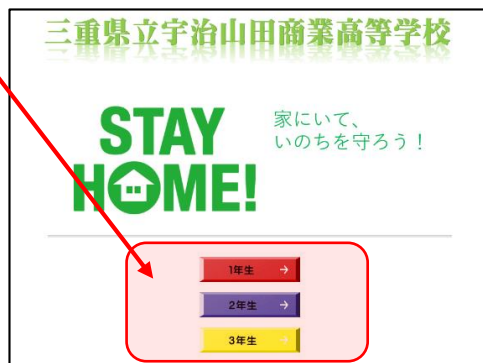 三重県立宇治山田商業高等学校
STAY
HOME!
家にいて、
いのちを守ろう！
1年生 →
2年生 →
3年生 →